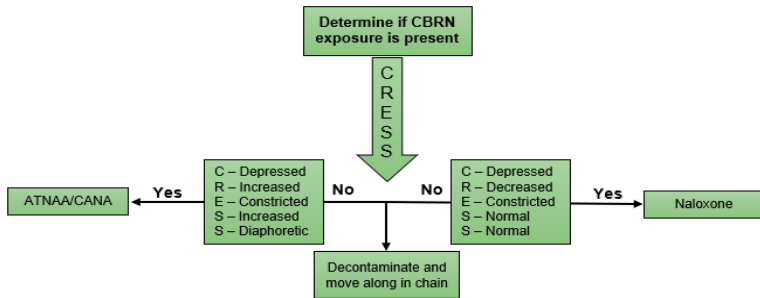 Determine if CBRN
exposure is present
C
R
E
S
S
C – Depressed
R – Increased
E – Constricted
S – Increased
S – Diaphoretic
Yes
ATNAA/CANA
No
No
C – Depressed
R – Decreased
E – Constricted
S – Normal
S – Normal
Yes
Naloxone
Decontaminate and
move along in chain